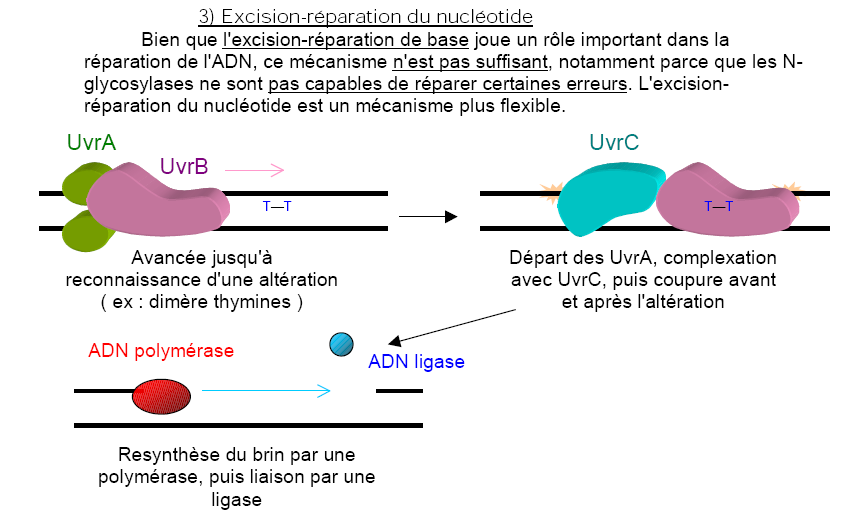 3) Excision-réparation du nucléotide
Bien que l'excision-réparation de base joue un rôle important dans la
réparation de l'ADN, ce mécanisme n'est pas suffisant, notamment parce que les N-
glycosylases ne sont pas capables de réparer certaines erreurs. L'excision-
réparation du nucléotide est un mécanisme plus flexible.
UvrA
UvrB
T—T
Avancée jusqu'à
reconnaissance d'une altération
( ex : dimère thymines )
UvrC
T—T
Départ des UvrA, complexation
avec UvrC, puis coupure avant
et après l'altération
ADN polymérase
ADN ligase
Resynthèse du brin par une
polymérase, puis liaison par une
ligase